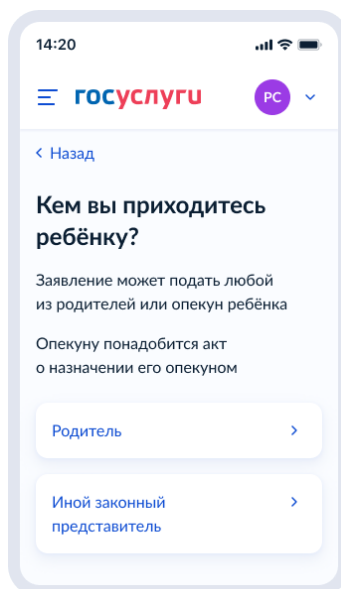 14:20
госуслуги
РС
Назад
Кем вы приходитесь
ребёнку?
Заявление может подать любой
из родителей или опекун ребёнка
Опекуну понадобится акт
о назначении его опекуном
Родитель
Иной законный
представитель